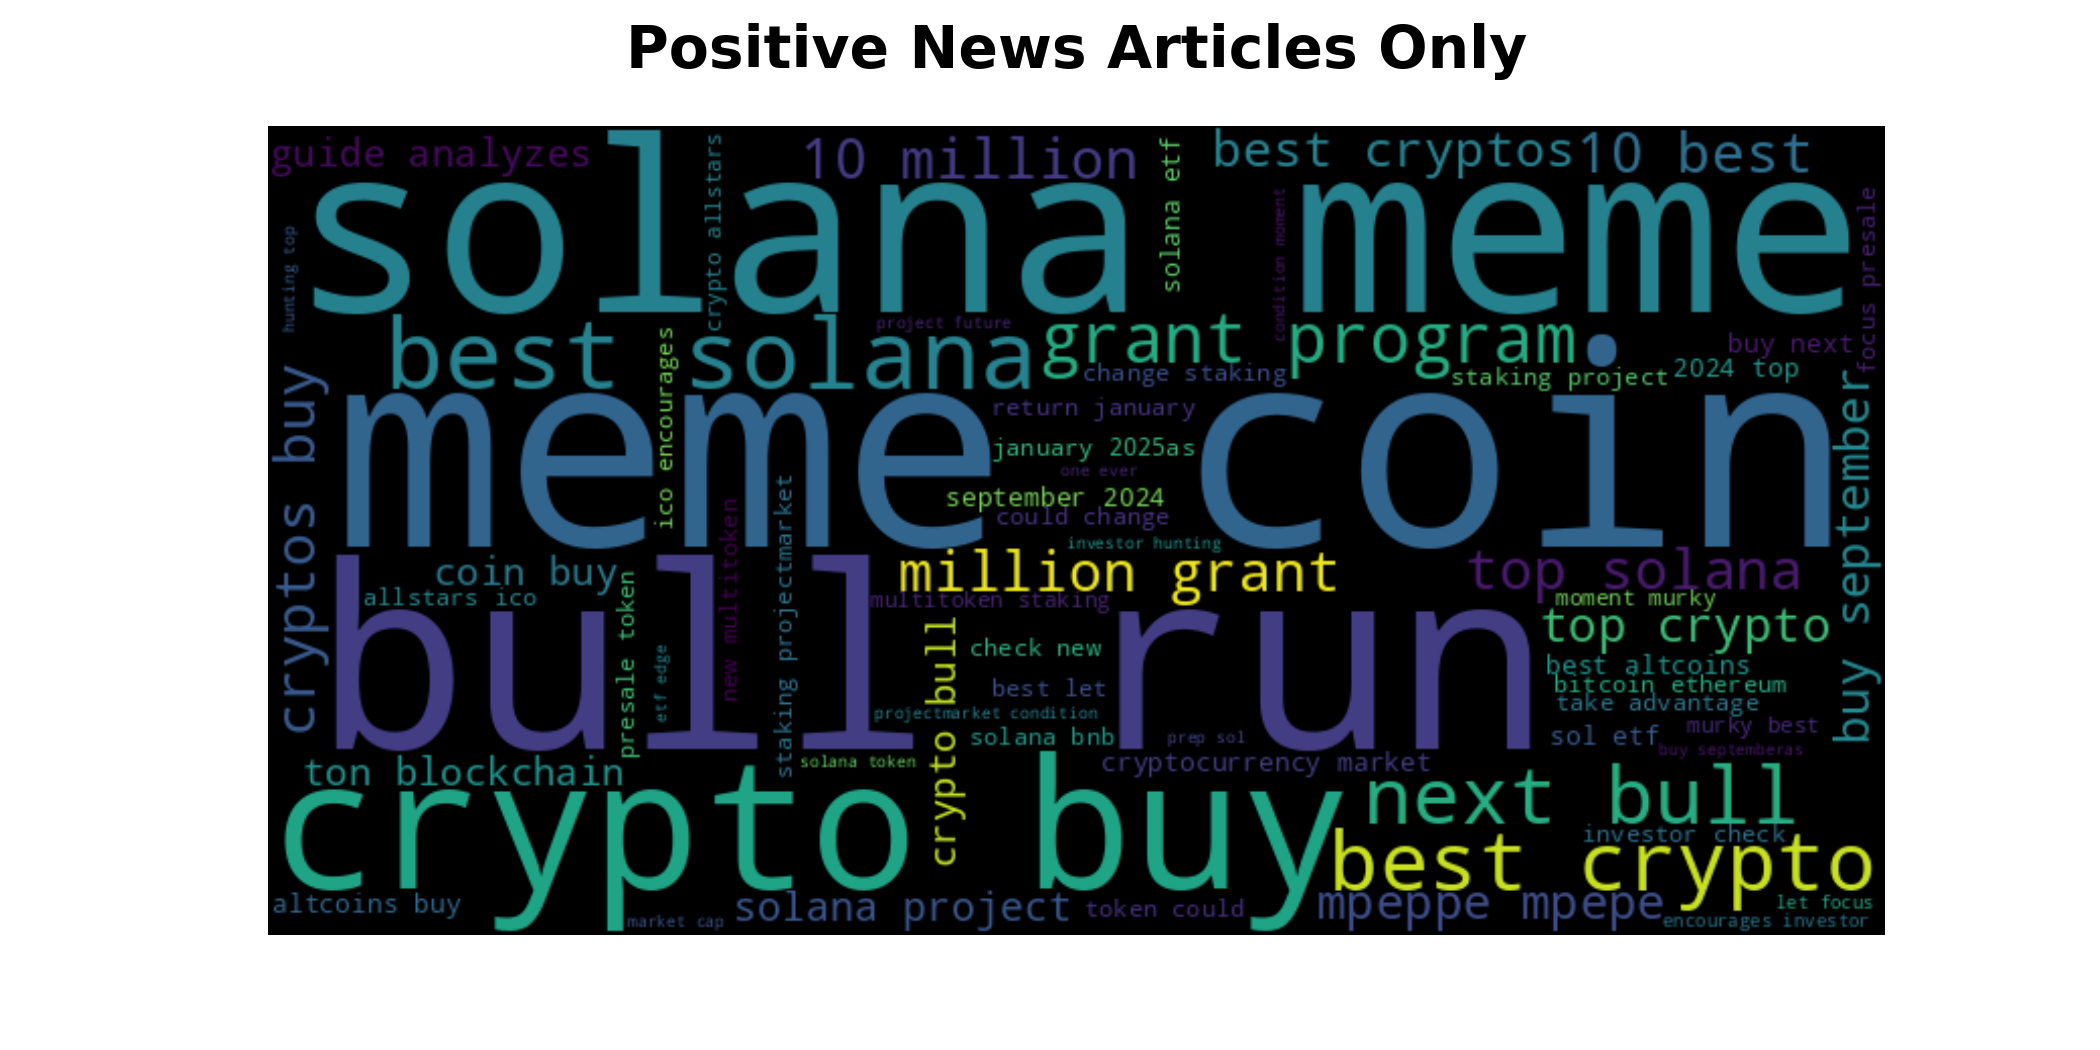 Positive News Articles Only
guide analyzes
10 million
best cryptos
10 best
solana meme
crypto allstars
solana etf
condition moment
focus presale
hunting top
best solana
project future
grant program
buy next
change staking
staking project
2024 top
cryptos buy
ico encourages
return january
meme coin
january 2025as
one ever
september 2024
could change
investor hunting
buy september
coin buy
million grant
top solana
allstars ico
multitoken staking
moment murky
bull run
presale token
etf edge
new multitoken
staking projectmarket
crypto bull
check new
top crypto
best altcoins
best let
bitcoin ethereum
take advantage
projectmarket condition
murky best
solana bnb
prep sol
sol etf
buy septemberas
solana token
cryptocurrency market
ton blockchain
crypto buy
next bull
investor check
best crypto
altcoins buy
market cap
solana project
token could
mpeppe mpepe
let focus
encourages investor